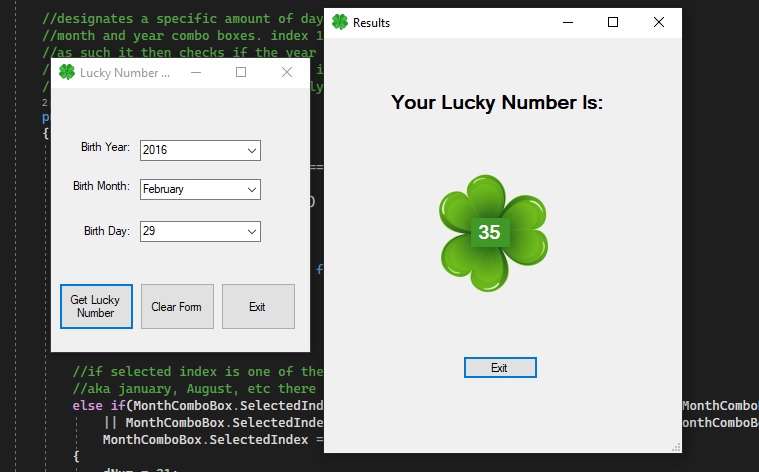 //designates a specific amount of day
//month and year combo boxes. index 1
//as such it then checks if the year
Lucky Number ...
Birth Year: 2016
Birth Month: February
Birth Day: 29
Get Lucky
Number
Clear Form
Exit
Results
Your Lucky Number Is:
35
Exit
//if selected index is one of the
//aka january, August, etc there
else if(MonthComboBox.SelectedInd
MonthComboBo
|| MonthComboBox.SelectedInde
onthComboBox
MonthComboBox.SelectedIndex =
{